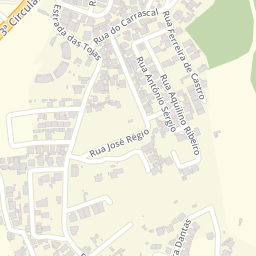 3ª Circular
Estrada das Tojas
Rua do Carrascal
Rua Ferreira de Castro
Rua António Sérgio
Rua Aquilino Ribeiro
Rua José Régio
Dantas